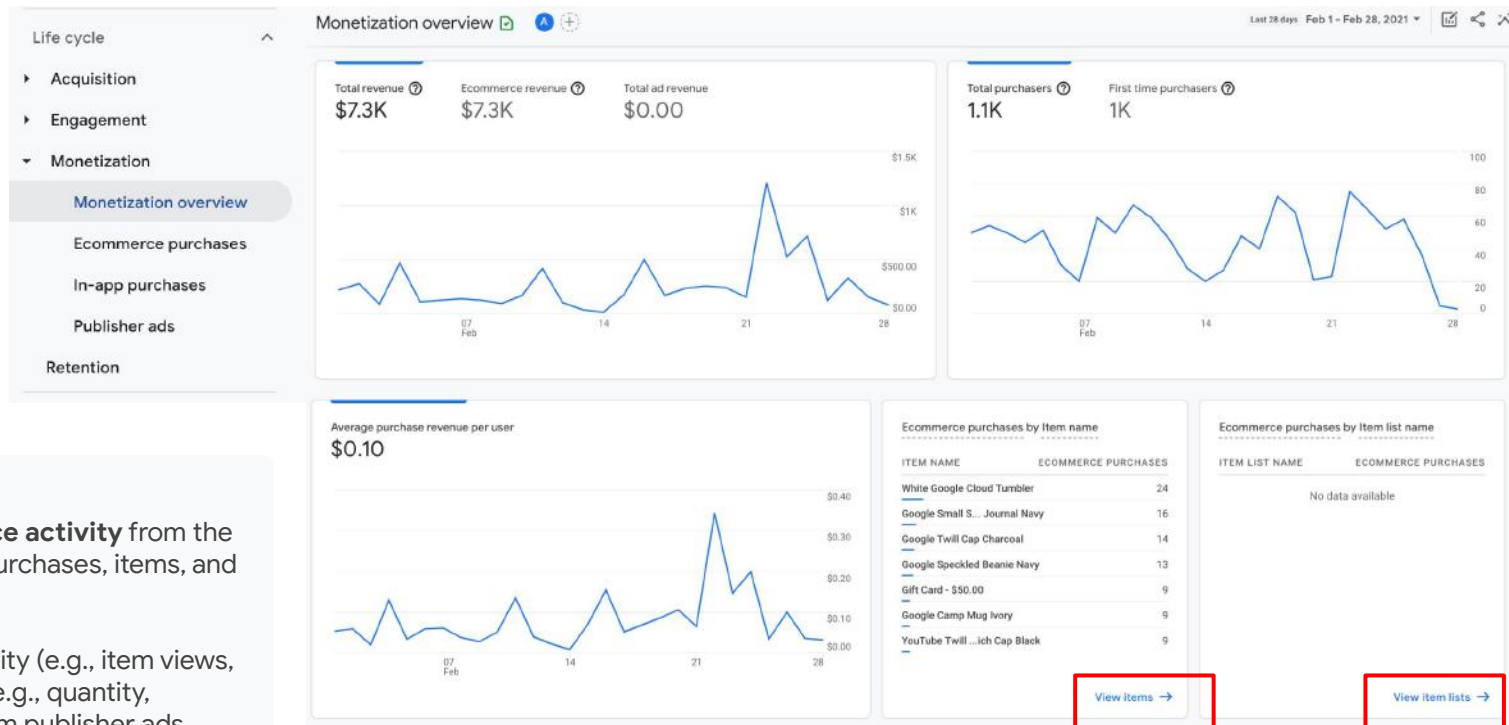 Life cycle
Acquisition
Engagement
Monetization
Monetization overview
Ecommerce purchases
In-app purchases
Publisher ads
Retention
ce activity from the
urchases, items, and
ity (e.g., item views,
e.g., quantity,
m publisher ads
Monetization overview
A
Last 28 days Feb 1 - Feb 28, 2021
Total revenue Ecommerce revenue Total ad revenue
$7.3K $7.3K $0.00
$1.5K
$1K
$500.00
$0.00
07 14 21 28
Feb
Total purchasers First time purchasers
1.1K 1K
100
80
60
40
20
0
07 14 21 28
Feb
Average purchase revenue per user
$0.10
$0.40
$0.30
$0.20
$0.10
$0.00
07 14 21 28
Feb
Ecommerce purchases by Item name
ITEM NAME ECOMMERCE PURCHASES
White Google Cloud Tumbler 24
Google Small S... Journal Navy 16
Google Twill Cap Charcoal 14
Google Speckled Beanie Navy 13
Gift Card - $50.00 9
Google Camp Mug Ivory 9
YouTube Twill ...ich Cap Black 9
View items →
Ecommerce purchases by Item list name
ITEM LIST NAME ECOMMERCE PURCHASES
No data available
View item lists →